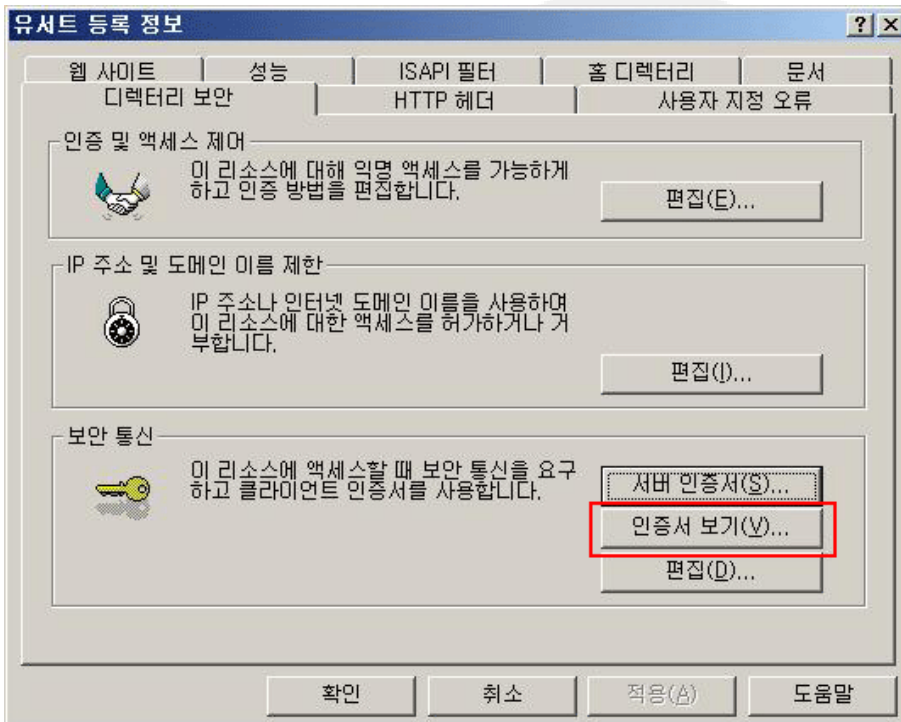 유서트 등록 정보
웹 사이트 성능 ISAPI 필터 홈 디렉터리 문서
디렉터리 보안 HTTP 헤더 사용자 지정 오류
인증 및 액세스 제어
이 리소스에 대해 익명 액세스를 가능하게
하고 인증 방법을 편집합니다.
편집(E)...
IP 주소 및 도메인 이름 제한
IP 주소나 인터넷 도메인 이름을 사용하여
이 리소스에 대한 액세스를 허가하거나 거
부합니다.
편집(I)...
보안 통신
이 리소스에 액세스할 때 보안 통신을 요구
하고 클라이언트 인증서를 사용합니다.
서버 인증서(S)...
인증서 보기(V)...
편집(D)...
확인 취소 적용(A) 도움말